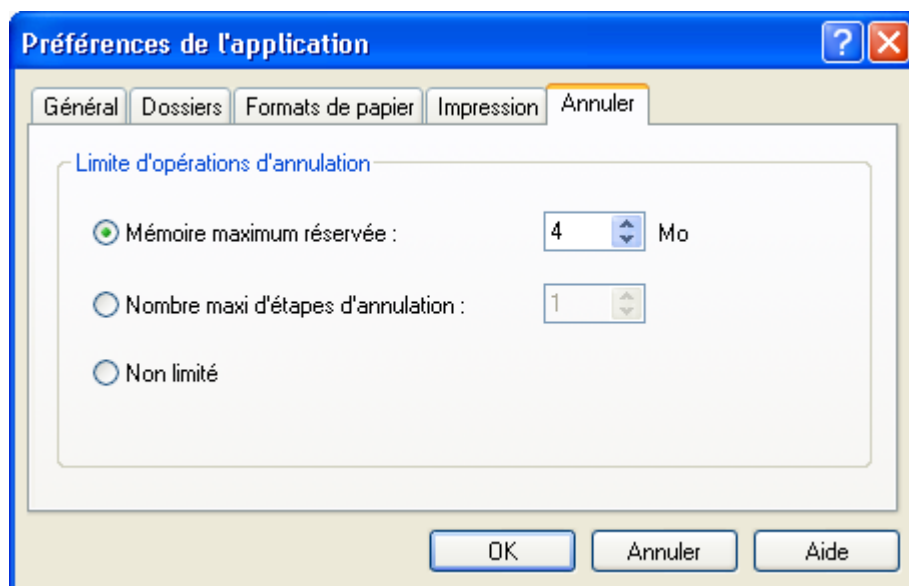 Préférences de l'application
Général Dossiers Formats de papier Impression Annuler
Limite d'opérations d'annulation
Mémoire maximum réservée : 4 Mo
Nombre maxi d'étapes d'annulation : 1
Non limité
OK Annuler Aide